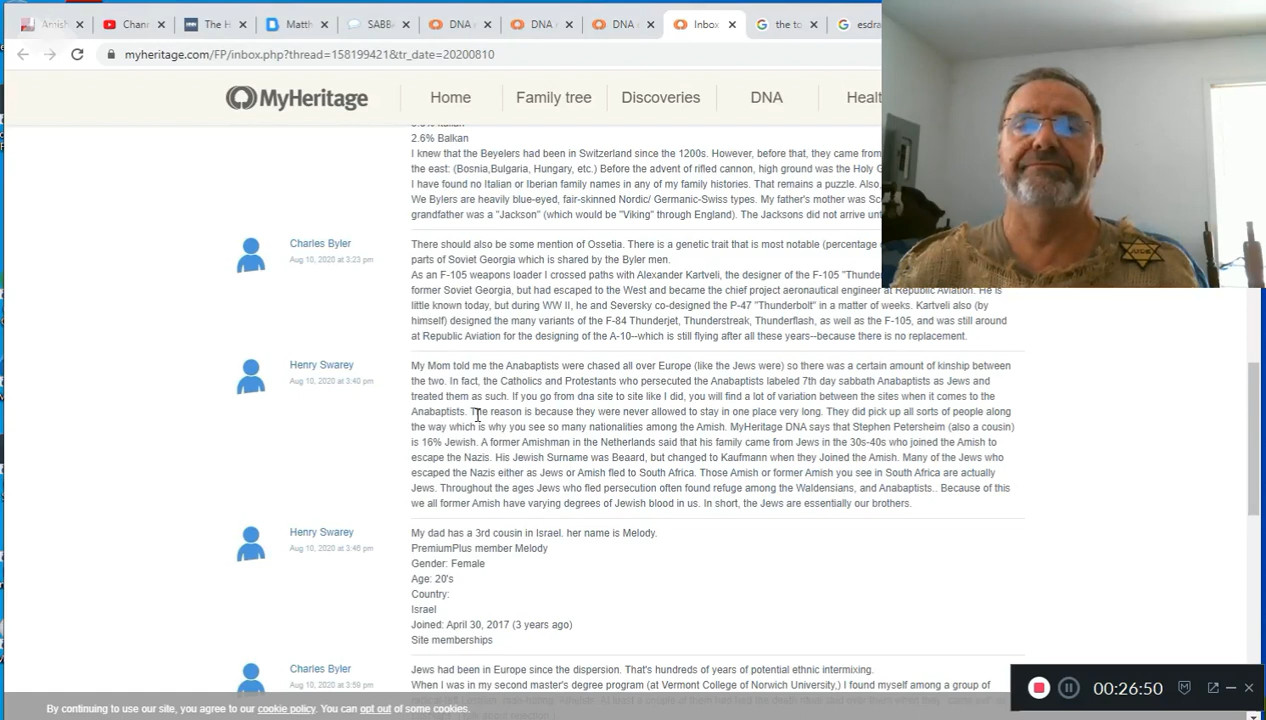 Amish
Chann
The H
Matth
SABB
DNA
DNA
DNA
Inbox
the to
esdra
myheritage.com/FP/inbox.php?thread=158199421&tr_date=20200810
MyHeritage
Home
Family tree
Discoveries
DNA
Healt
2.6% Balkan
I knew that the Beyelers had been in Switzerland since the 1200s. However, before that, they came from
the east: (Bosnia,Bulgaria, Hungary, etc.) Before the advent of rifled cannon, high ground was the Holy G
I have found no Italian or Iberian family names in any of my family histories. That remains a puzzle. Also,
We Bylers are heavily blue-eyed, fair-skinned Nordic/ Germanic-Swiss types. My father's mother was Sc
grandfather was a "Jackson" (which would be "Viking" through England). The Jacksons did not arrive unt
Charles Byler
Aug 10, 2020 at 3:23 pm
There should also be some mention of Ossetia. There is a genetic trait that is most notable (percentage o
parts of Soviet Georgia which is shared by the Byler men.
As an F-105 weapons loader I crossed paths with Alexander Kartveli, the designer of the F-105 "Thunder
former Soviet Georgia, but had escaped to the West and became the chief project aeronautical engineer at Republic Aviation. He is
little known today, but during WW II, he and Seversky co-designed the P-47 "Thunderbolt" in a matter of weeks. Kartveli also (by
himself) designed the many variants of the F-84 Thunderjet, Thunderstreak, Thunderflash, as well as the F-105, and was still around
at Republic Aviation for the designing of the A-10--which is still flying after all these years--because there is no replacement.
Henry Swarey
Aug 10, 2020 at 3:40 pm
My Mom told me the Anabaptists were chased all over Europe (like the Jews were) so there was a certain amount of kinship between
the two. In fact, the Catholics and Protestants who persecuted the Anabaptists labeled 7th day sabbath Anabaptists as Jews and
treated them as such. If you go from dna site to site like I did, you will find a lot of variation between the sites when it comes to the
Anabaptists. The reason is because they were never allowed to stay in one place very long. They did pick up all sorts of people along
the way which is why you see so many nationalities among the Amish. MyHeritage DNA says that Stephen Petersheim (also a cousin)
is 16% Jewish. A former Amishman in the Netherlands said that his family came from Jews in the 30s-40s who joined the Amish to
escape the Nazis. His Jewish Surname was Beaard, but changed to Kaufmann when they Joined the Amish. Many of the Jews who
escaped the Nazis either as Jews or Amish fled to South Africa. Those Amish or former Amish you see in South Africa are actually
Jews. Throughout the ages Jews who fled persecution often found refuge among the Waldensians, and Anabaptists.. Because of this
we all former Amish have varying degrees of Jewish blood in us. In short, the Jews are essentially our brothers.
Henry Swarey
Aug 10, 2020 at 3:46 pm
My dad has a 3rd cousin in Israel. her name is Melody.
PremiumPlus member Melody
Gender: Female
Age: 20's
Country:
Israel
Joined: April 30, 2017 (3 years ago)
Site memberships
Charles Byler
Aug 10, 2020 at 3:59 pm
Jews had been in Europe since the dispersion. That's hundreds of years of potential ethnic intermixing.
When I was in my second master's degree program (at Vermont College of Norwich University,) I found myself among a group of
By continuing to use our site, you agree to our cookie policy. You can opt out of some cookies.
00:26:50